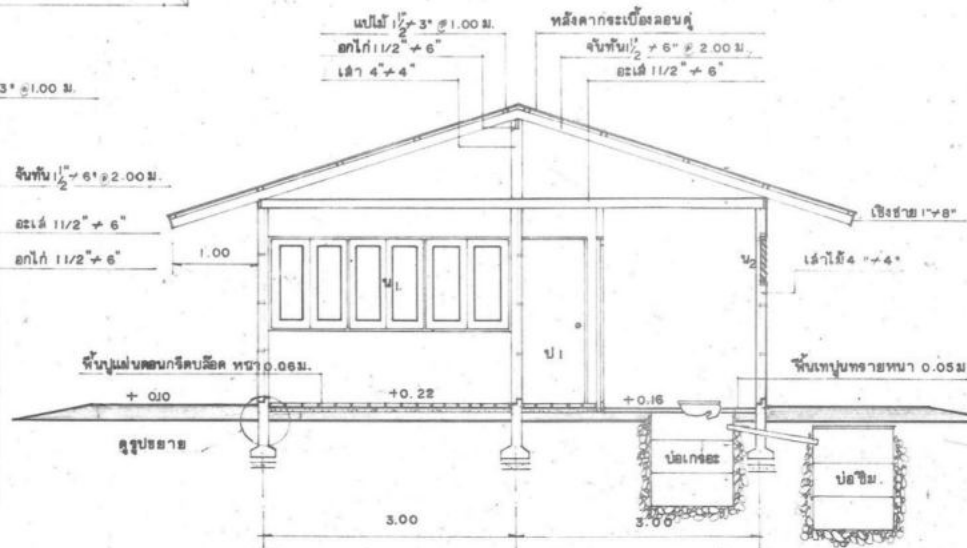 แปไม้ 1 1/2" + 3" @ 1.00 ม.
หลังคากระเบื้องลอนคู่
อกไก่ 1 1/2" + 6"
จันทัน 1 1/2" + 6" @ 2.00 ม.
เสา 4" + 4"
อะเส 1 1/2" + 6"
3" @ 1.00 ม.
จันทัน 1 1/2" + 6" @ 2.00 ม.
อะเส 1 1/2" + 6"
เชิงชาย 1" + 8"
1.00
อกไก่ 1 1/2" + 6"
น1.
น2
เสาไม้ 4" + 4"
ป1
พื้นปูแผ่นคอนกรีตบล๊อค หนา 0.06 ม.
พื้นเทปูนทรายหนา 0.05 ม
+ 0.10
+0.22
+0.16
ดูรูปขยาย
บ่อเกรอะ
บ่อซึม.
3.00
3.00